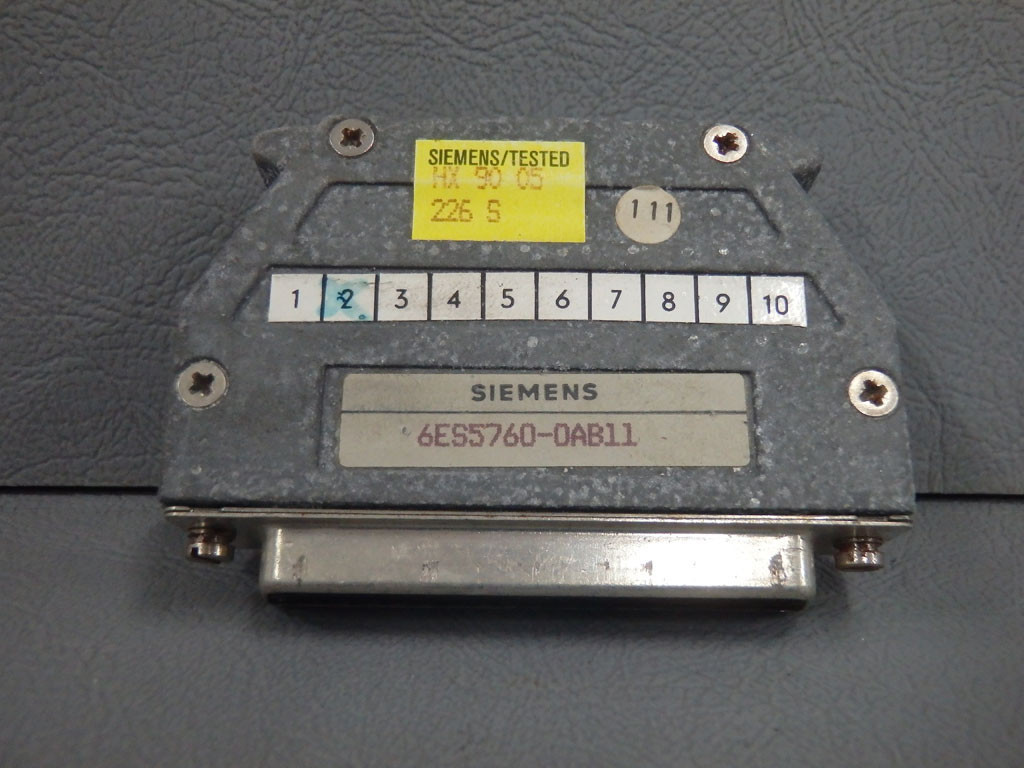 SIEMENS/TESTED
HX 90 05
226 S
111
1 2 3 4 5 6 7 8 9 10
SIEMENS
6ES5760-0AB11